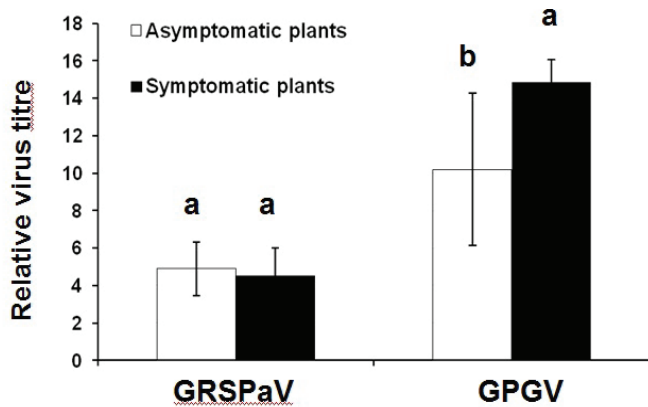 Relative virus titre
18
16
14
12
10
8
6
4
2
0
Asymptomatic plants
Symptomatic plants
a
a
b
a
GRSPaV
GPGV